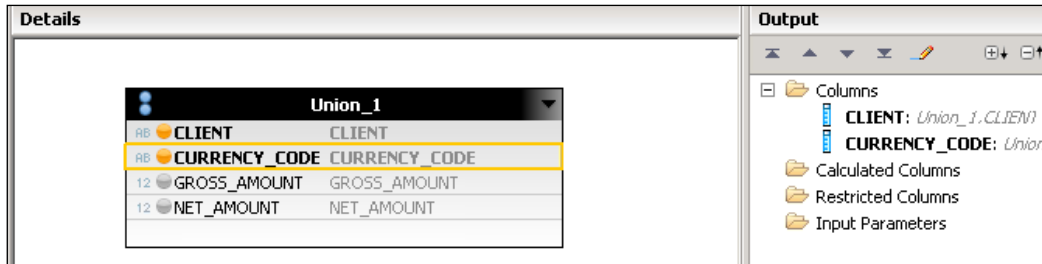 Details
Union_1
AB CLIENT CLIENT
AB CURRENCY_CODE CURRENCY_CODE
12 GROSS_AMOUNT GROSS_AMOUNT
12 NET_AMOUNT NET_AMOUNT
Output
Columns
CLIENT: Union_1.CLIENT
CURRENCY_CODE: Union
Calculated Columns
Restricted Columns
Input Parameters